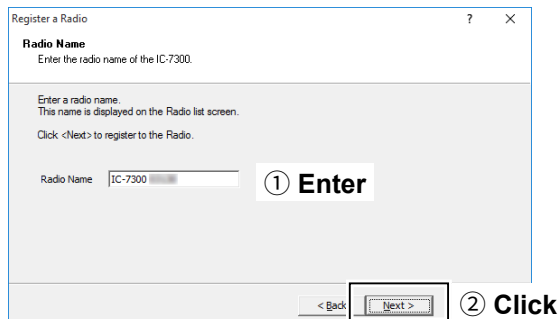 Register a Radio ? ×
Radio Name
Enter the radio name of the IC-7300.
Enter a radio name.
This name is displayed on the Radio list screen.
Click <Next> to register to the Radio.
Radio Name IC-7300
① Enter
< Back Next >
② Click